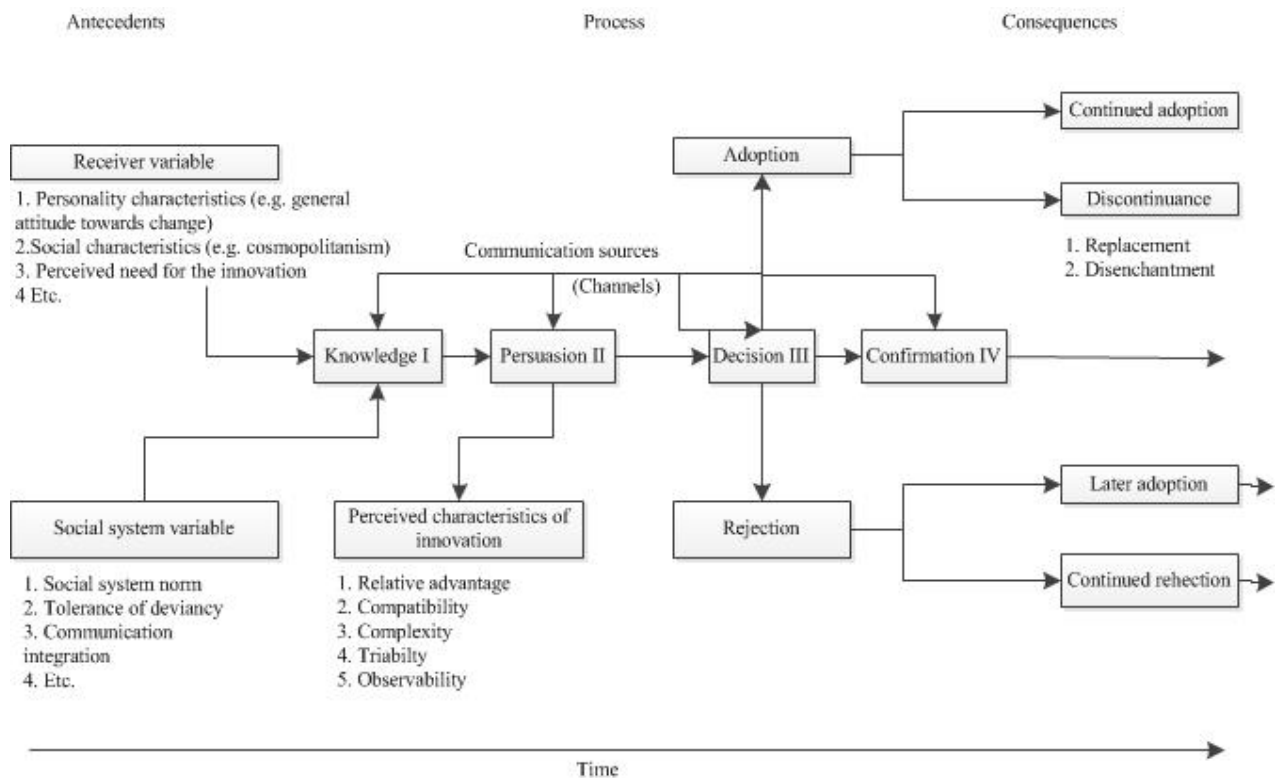 Antecedents
Process
Consequences
Continued adoption
Receiver variable
Adoption
1. Personality characteristics (e.g. general
attitude towards change)
2.Social characteristics (e.g. cosmopolitanism)
3. Perceived need for the innovation
4 Etc.
Discontinuance
1. Replacement
2. Disenchantment
Communication sources
(Channels)
Knowledge I
Persuasion II
Decision III
Confirmation IV
Social system variable
1. Social system norm
2. Tolerance of deviancy
3. Communication
integration
4. Etc.
Perceived characteristics of
innovation
1. Relative advantage
2. Compatibility
3. Complexity
4. Triabilty
5. Observability
Rejection
Later adoption
Continued rehection
Time